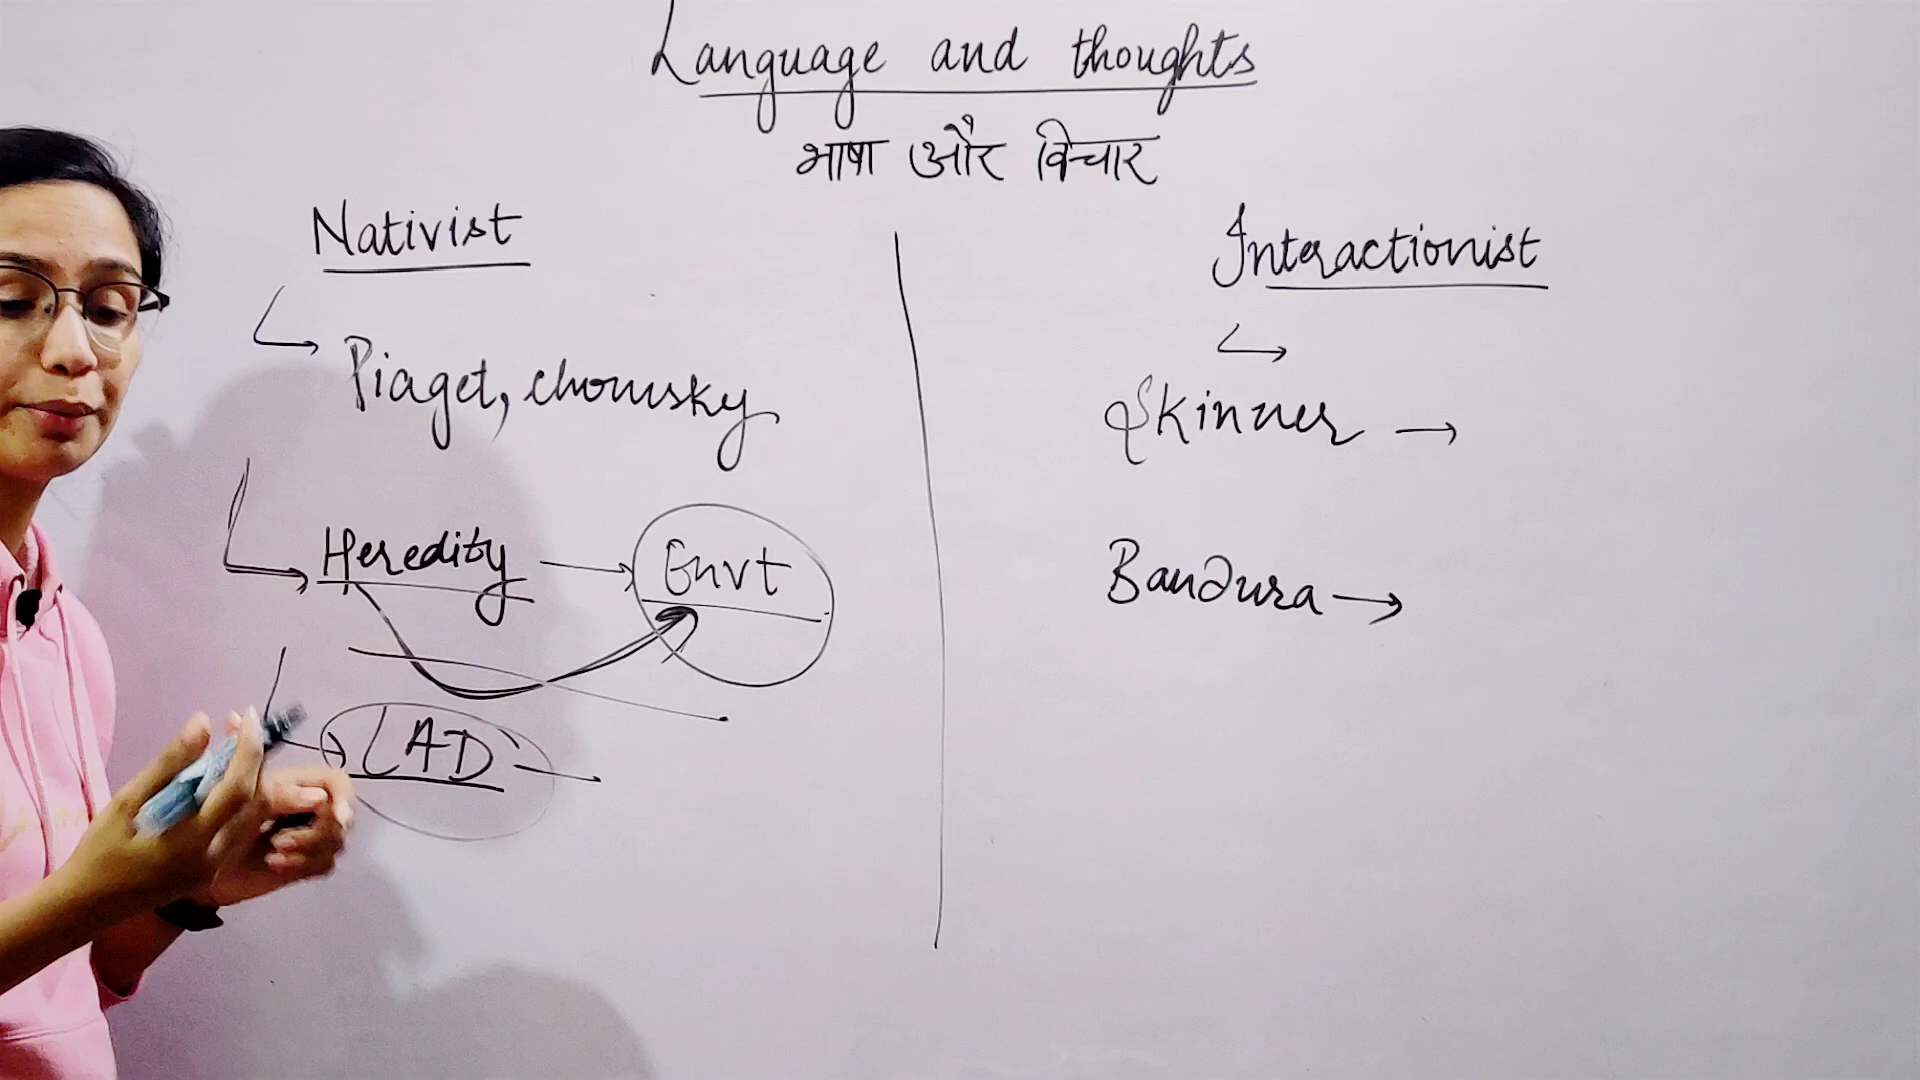 Language and thoughts
भाषा और विचार
Nativist
Piaget, chomsky
Heredity → Envt
LAD
Interactionist
Skinner →
Bandura →